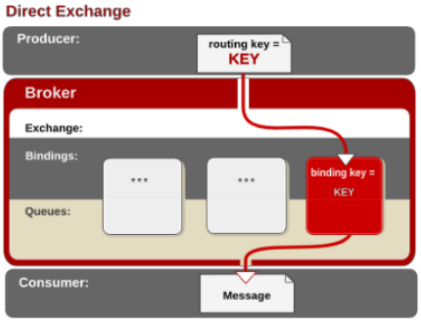 Direct Exchange
Producer:
routing key =
KEY
Broker
Exchange:
Bindings:
***
***
binding key =
KEY
Queues:
Consumer:
Message